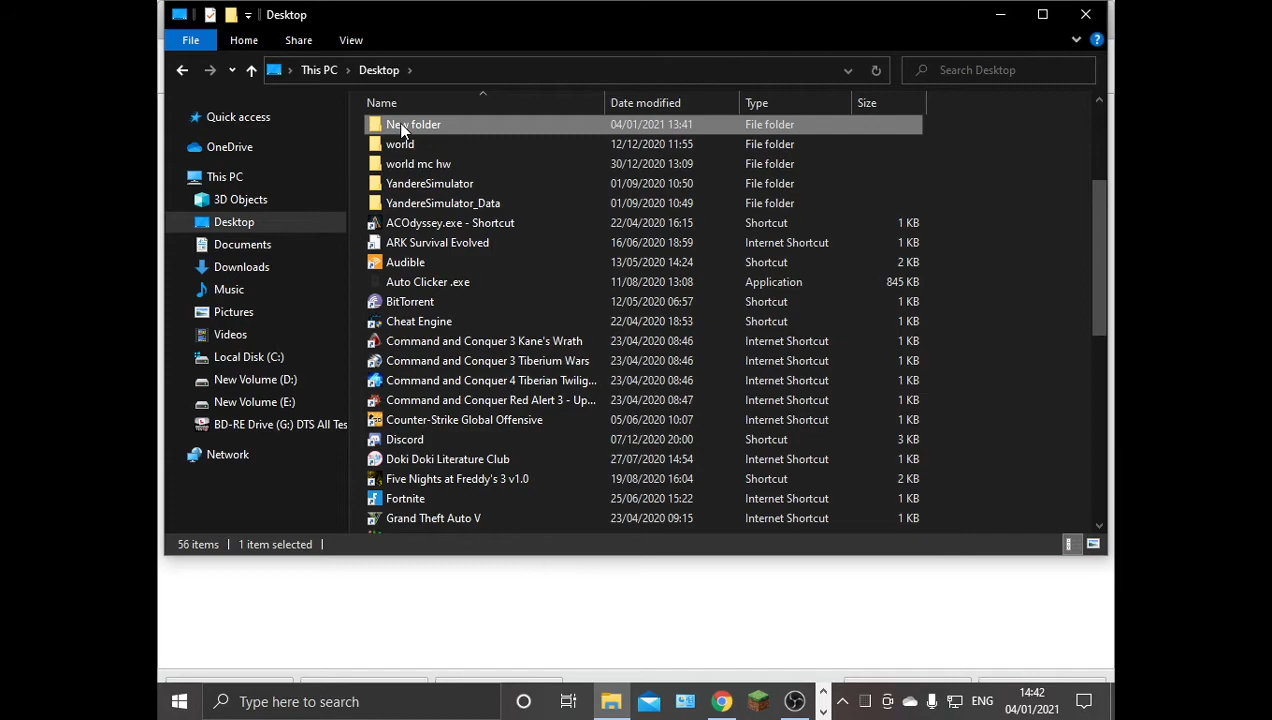 Desktop
File Home Share View
This PC Desktop Search Desktop
Name Date modified Type Size
Quick access
OneDrive
This PC
3D Objects
Desktop
Documents
Downloads
Music
Pictures
Videos
Local Disk (C:)
New Volume (D:)
New Volume (E:)
BD-RE Drive (G:) DTS All Tes
Network
New folder 04/01/2021 13:41 File folder
world 12/12/2020 11:55 File folder
world mc hw 30/12/2020 13:09 File folder
YandereSimulator 01/09/2020 10:50 File folder
YandereSimulator_Data 01/09/2020 10:49 File folder
ACOdyssey.exe - Shortcut 22/04/2020 16:15 Shortcut 1 KB
ARK Survival Evolved 16/06/2020 18:59 Internet Shortcut 1 KB
Audible 13/05/2020 14:24 Shortcut 2 KB
Auto Clicker .exe 11/08/2020 13:08 Application 845 KB
BitTorrent 12/05/2020 06:57 Shortcut 1 KB
Cheat Engine 22/04/2020 18:53 Shortcut 1 KB
Command and Conquer 3 Kane's Wrath 23/04/2020 08:46 Internet Shortcut 1 KB
Command and Conquer 3 Tiberium Wars 23/04/2020 08:46 Internet Shortcut 1 KB
Command and Conquer 4 Tiberian Twilig... 23/04/2020 08:46 Internet Shortcut 1 KB
Command and Conquer Red Alert 3 - Up... 23/04/2020 08:47 Internet Shortcut 1 KB
Counter-Strike Global Offensive 05/06/2020 10:07 Internet Shortcut 1 KB
Discord 07/12/2020 20:00 Shortcut 3 KB
Doki Doki Literature Club 27/07/2020 14:54 Internet Shortcut 1 KB
Five Nights at Freddy's 3 v1.0 19/08/2020 16:04 Shortcut 2 KB
Fortnite 25/06/2020 15:22 Internet Shortcut 1 KB
Grand Theft Auto V 23/04/2020 09:15 Internet Shortcut 1 KB
56 items 1 item selected
Type here to search
ENG
14:42
04/01/2021